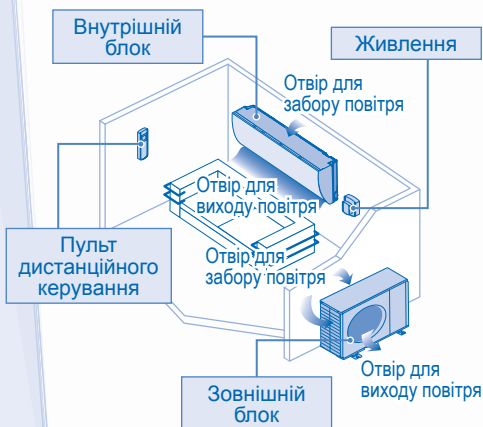 Внутрішній
блок
Живлення
Отвір для
забору повітря
Отвір для
виходу повітря
Пульт
дистанційного
керування
Отвір для
забору повітря
Отвір для
виходу повітря
Зовнішній
блок